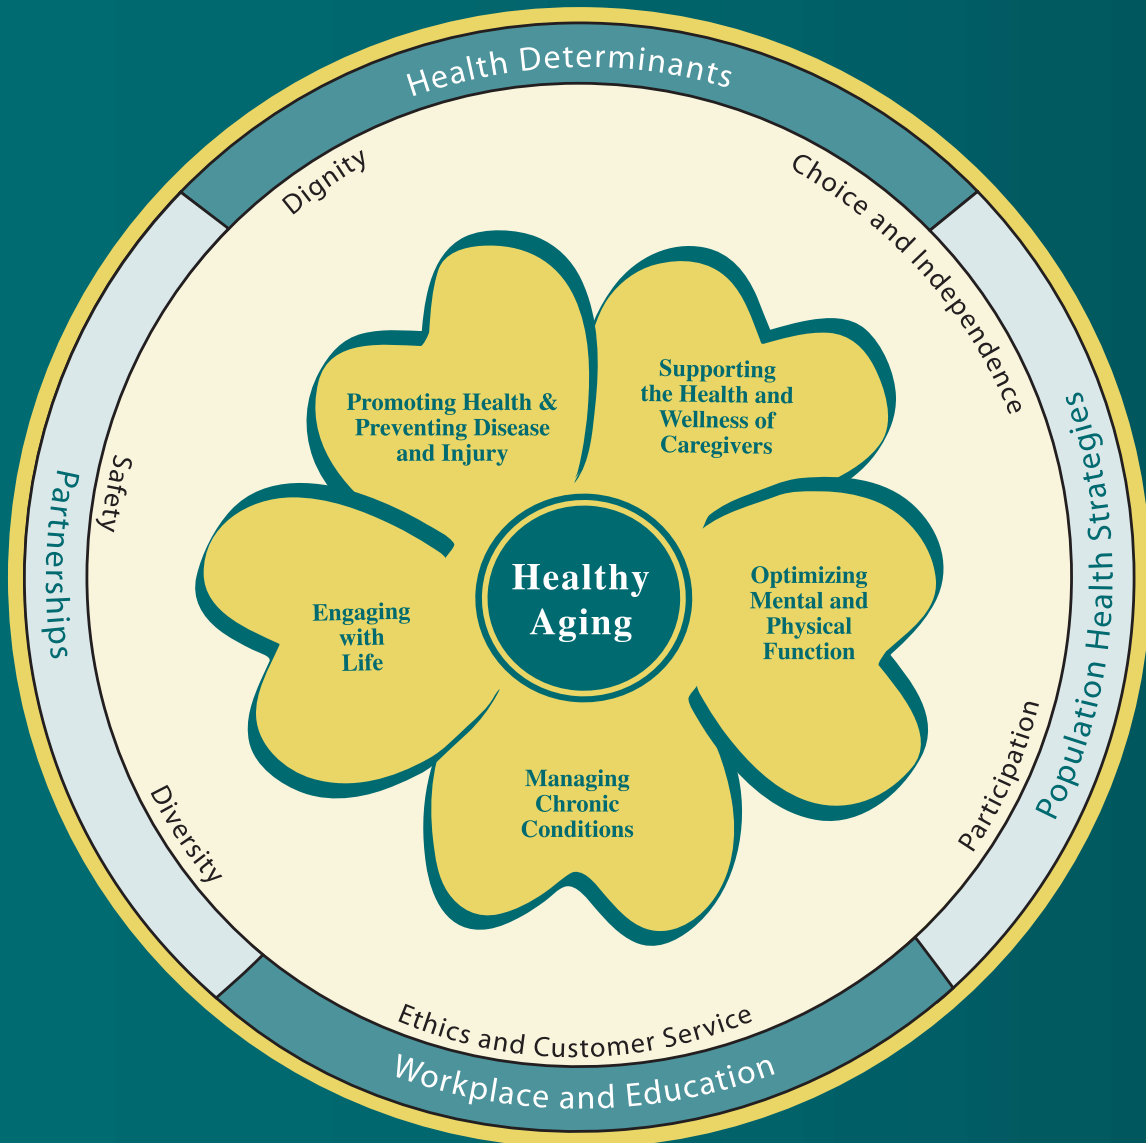 Health Determinants
Dignity
Choice and Independence
Supporting
the Health and
Wellness of
Caregivers
Promoting Health &
Preventing Disease
and Injury
Population Health Strategies
Safety
Partnerships
Healthy
Aging
Optimizing
Mental and
Physical
Function
Engaging
with
Life
Participation
Managing
Chronic
Conditions
Diversity
Ethics and Customer Service
Workplace and Education